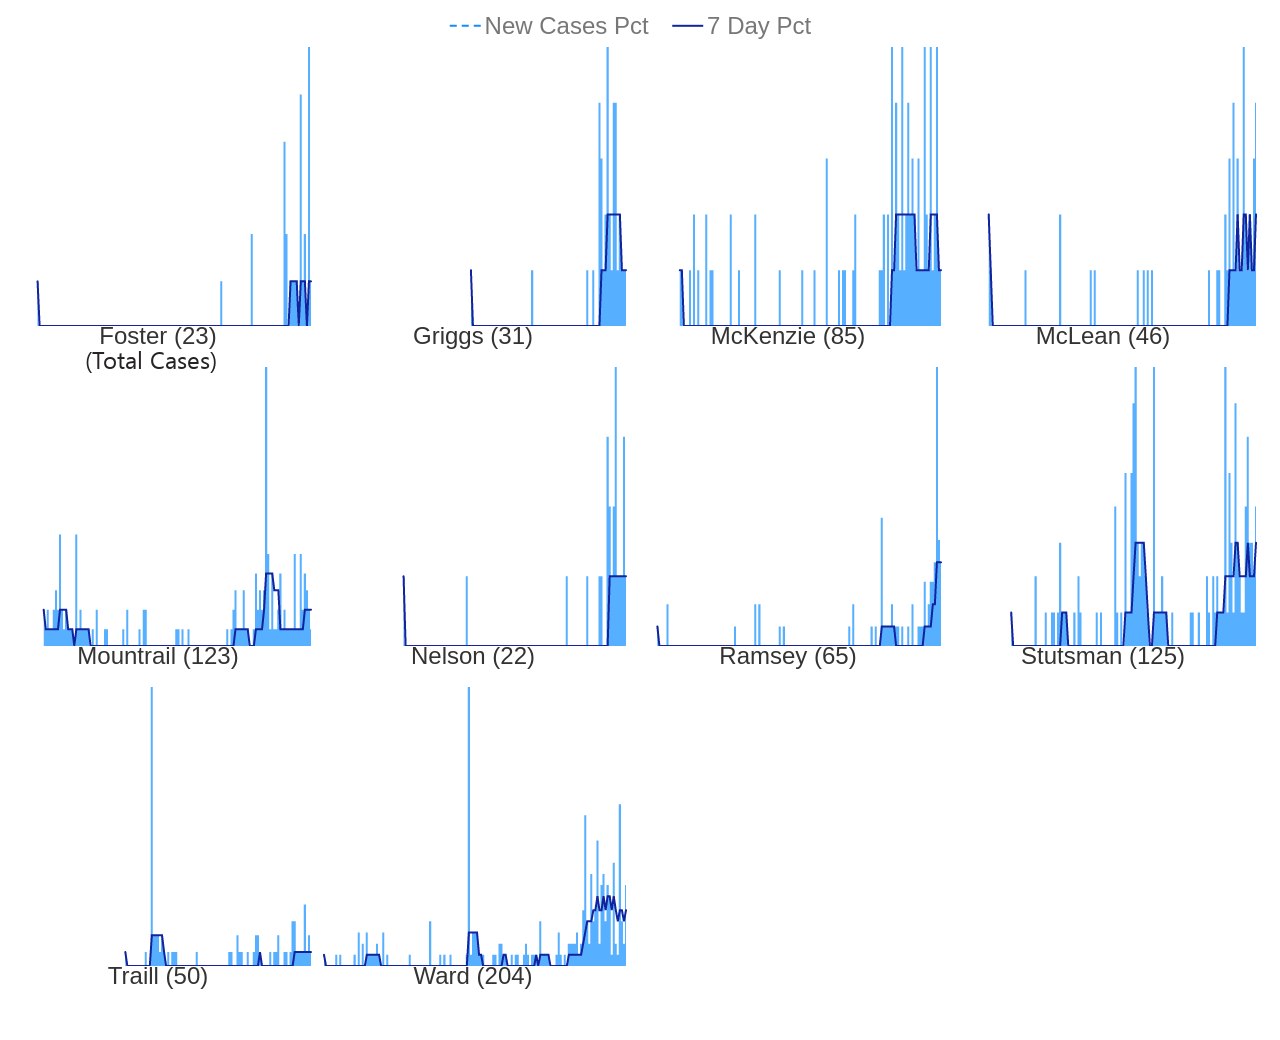 New Cases Pct 7 Day Pct
Foster (23)
(Total Cases)
Griggs (31)
McKenzie (85)
McLean (46)
Mountrail (123)
Nelson (22)
Ramsey (65)
Stutsman (125)
Traill (50)
Ward (204)